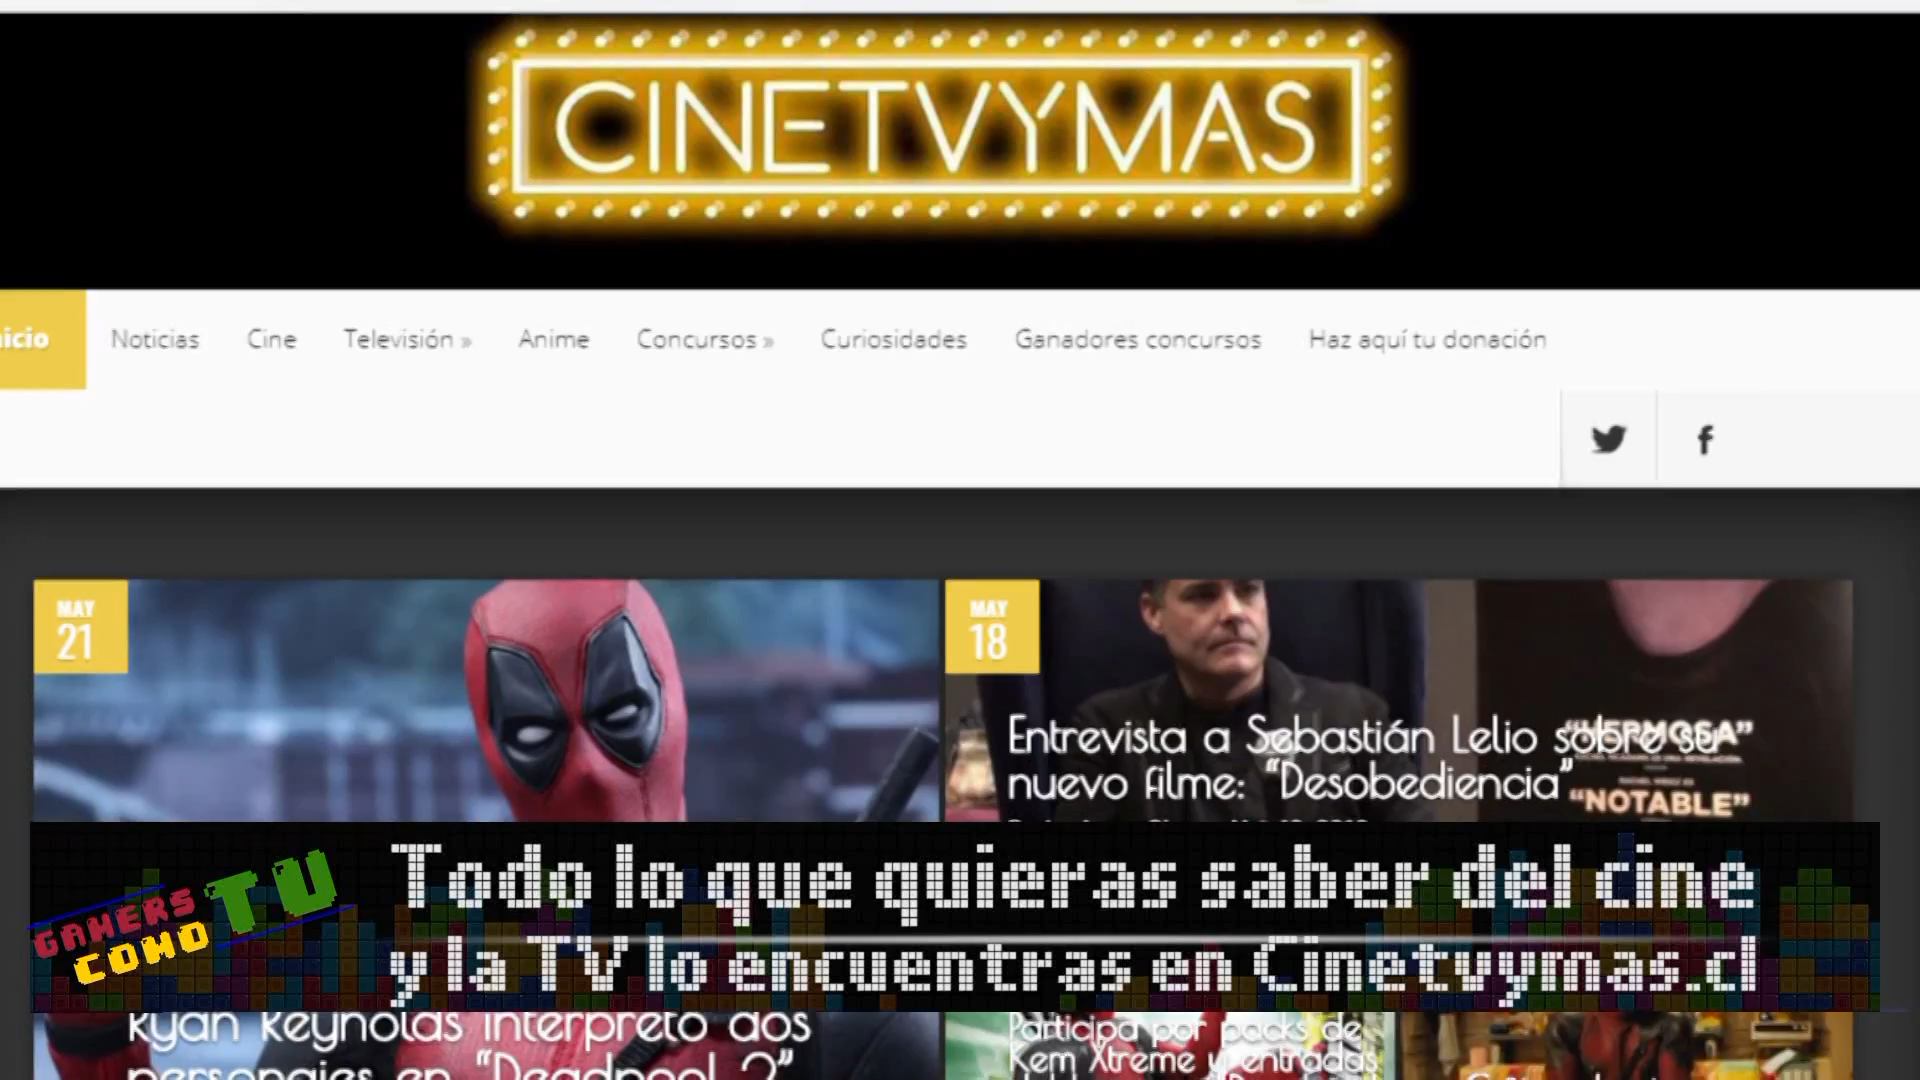 CINETVYMAS
nicio Noticias Cine Televisión » Anime Concursos » Curiosidades Ganadores concursos Haz aquí tu donación
MAY
21
MAY
18
Entrevista a Sebastián Lelio sobre su
nuevo filme: “Desobediencia”
“HERMOSA”
“NOTABLE”
GAMERS
COMO
TU
Todo lo que quieras saber del cine
y la TV lo encuentras en Cinetvymas.cl
Ryan Reynolds interpretó dos
personajes en “Deadpool 2”
Participa por packs de
Kem Xtreme y entradas